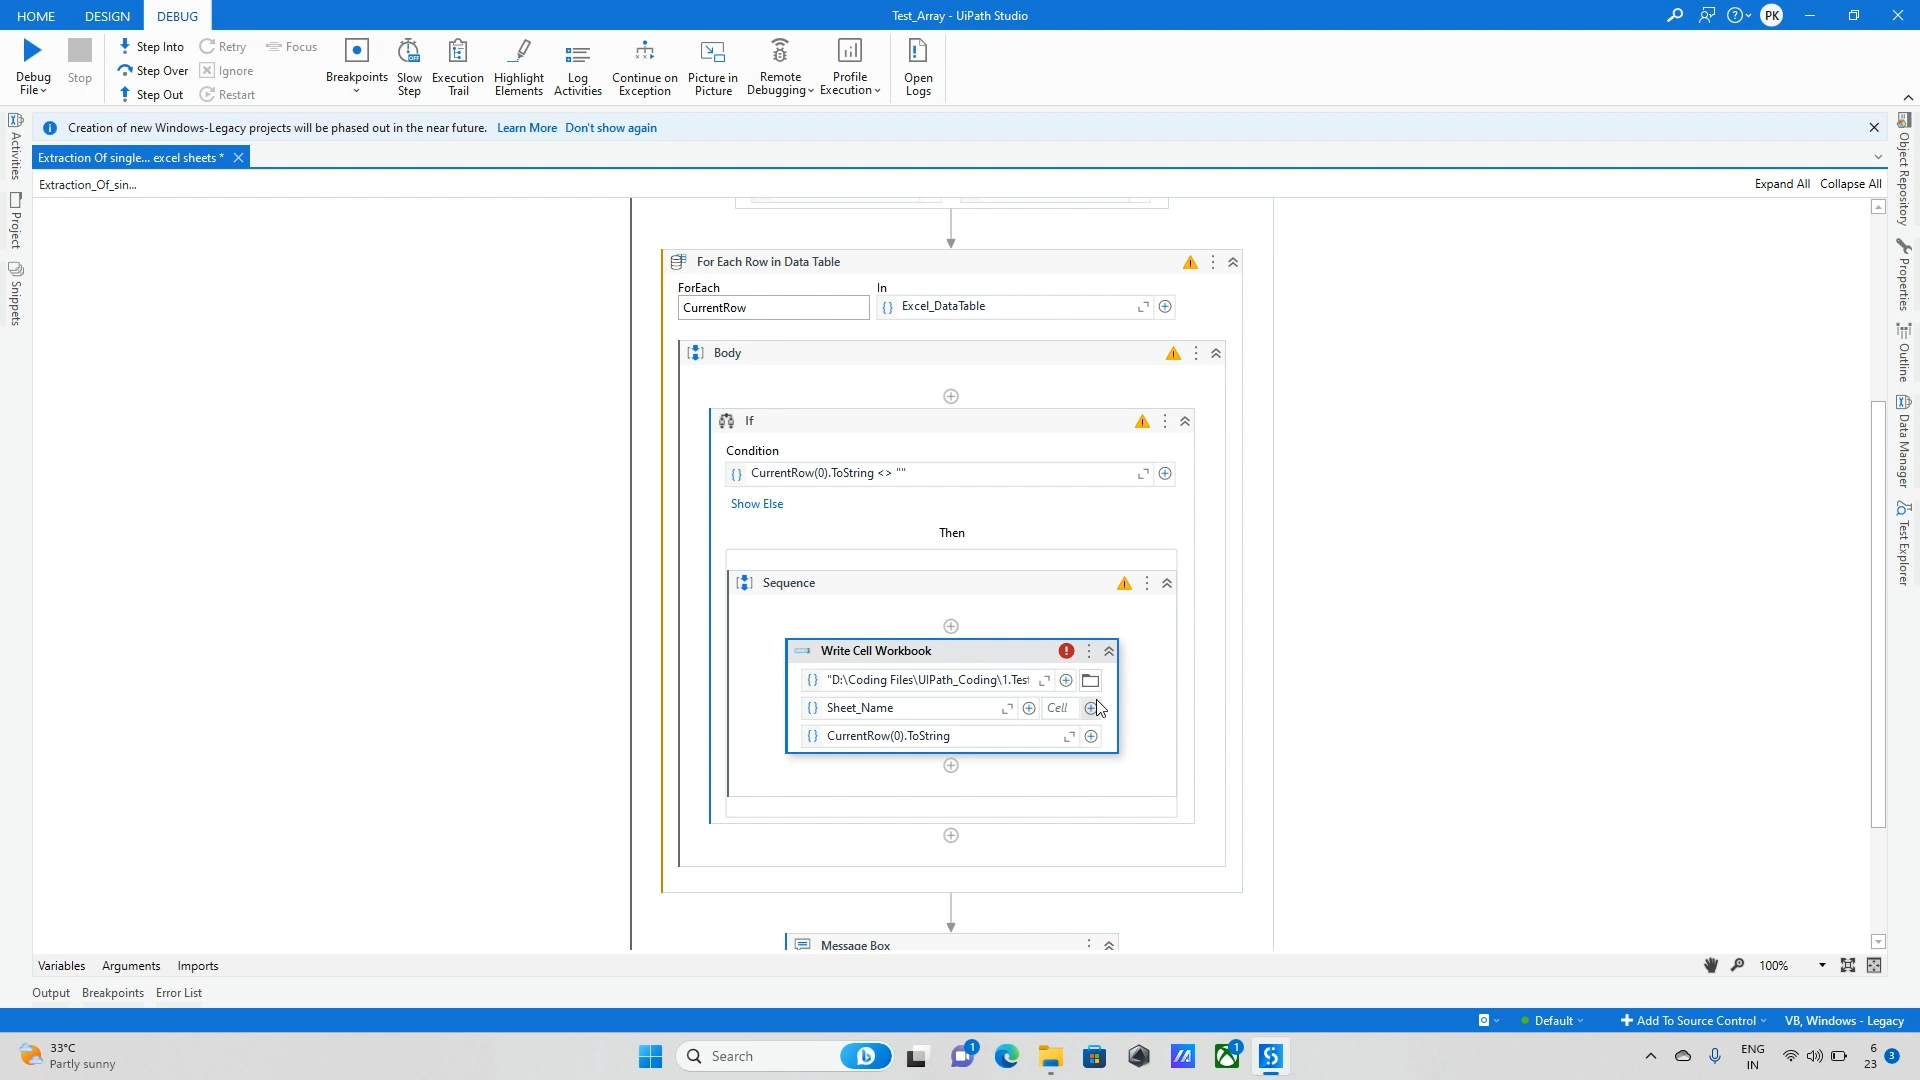 HOME DESIGN DEBUG
Test_Array - UiPath Studio
PK
Debug
File
Stop
Step Into
Step Over
Step Out
Retry
Ignore
Restart
Focus
Breakpoints
Slow
Step
OFF
Execution
Trail
Highlight
Elements
Log
Activities
Continue on
Exception
Picture in
Picture
Remote
Debugging
Profile
Execution
Open
Logs
Creation of new Windows-Legacy projects will be phased out in the near future. Learn More Don't show again
Extraction Of single... excel sheets *
Extraction_Of_sin...
Expand All Collapse All
Activities
Project
Snippets
Object Repository
Properties
Outline
Data Manager
Test Explorer
For Each Row in Data Table
ForEach In
CurrentRow
{ } Excel_DataTable
Body
If
Condition
{ } CurrentRow(0).ToString <> ""
Show Else
Then
Sequence
Write Cell Workbook
{ } "D:\Coding Files\UIPath_Coding\1.Test
{ } Sheet_Name
Cell
{ } CurrentRow(0).ToString
Message Box
Variables Arguments Imports
100%
Output Breakpoints Error List
Default
Add To Source Control
VB, Windows - Legacy
33°C
Partly sunny
Search
1
1
ENG
IN
6
23
3